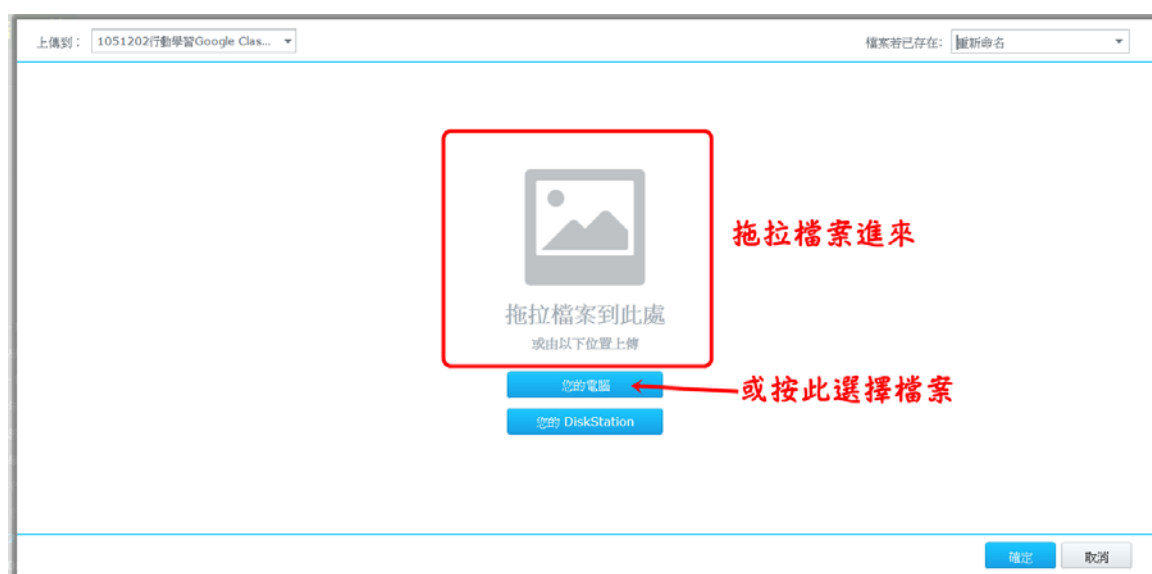 上傳到： 1051202行動學習Google Clas...
檔案若已存在： 重新命名
拖拉檔案進來
拖拉檔案到此處
或由以下位置上傳
您的電腦
或按此選擇檔案
您的 DiskStation
確定
取消